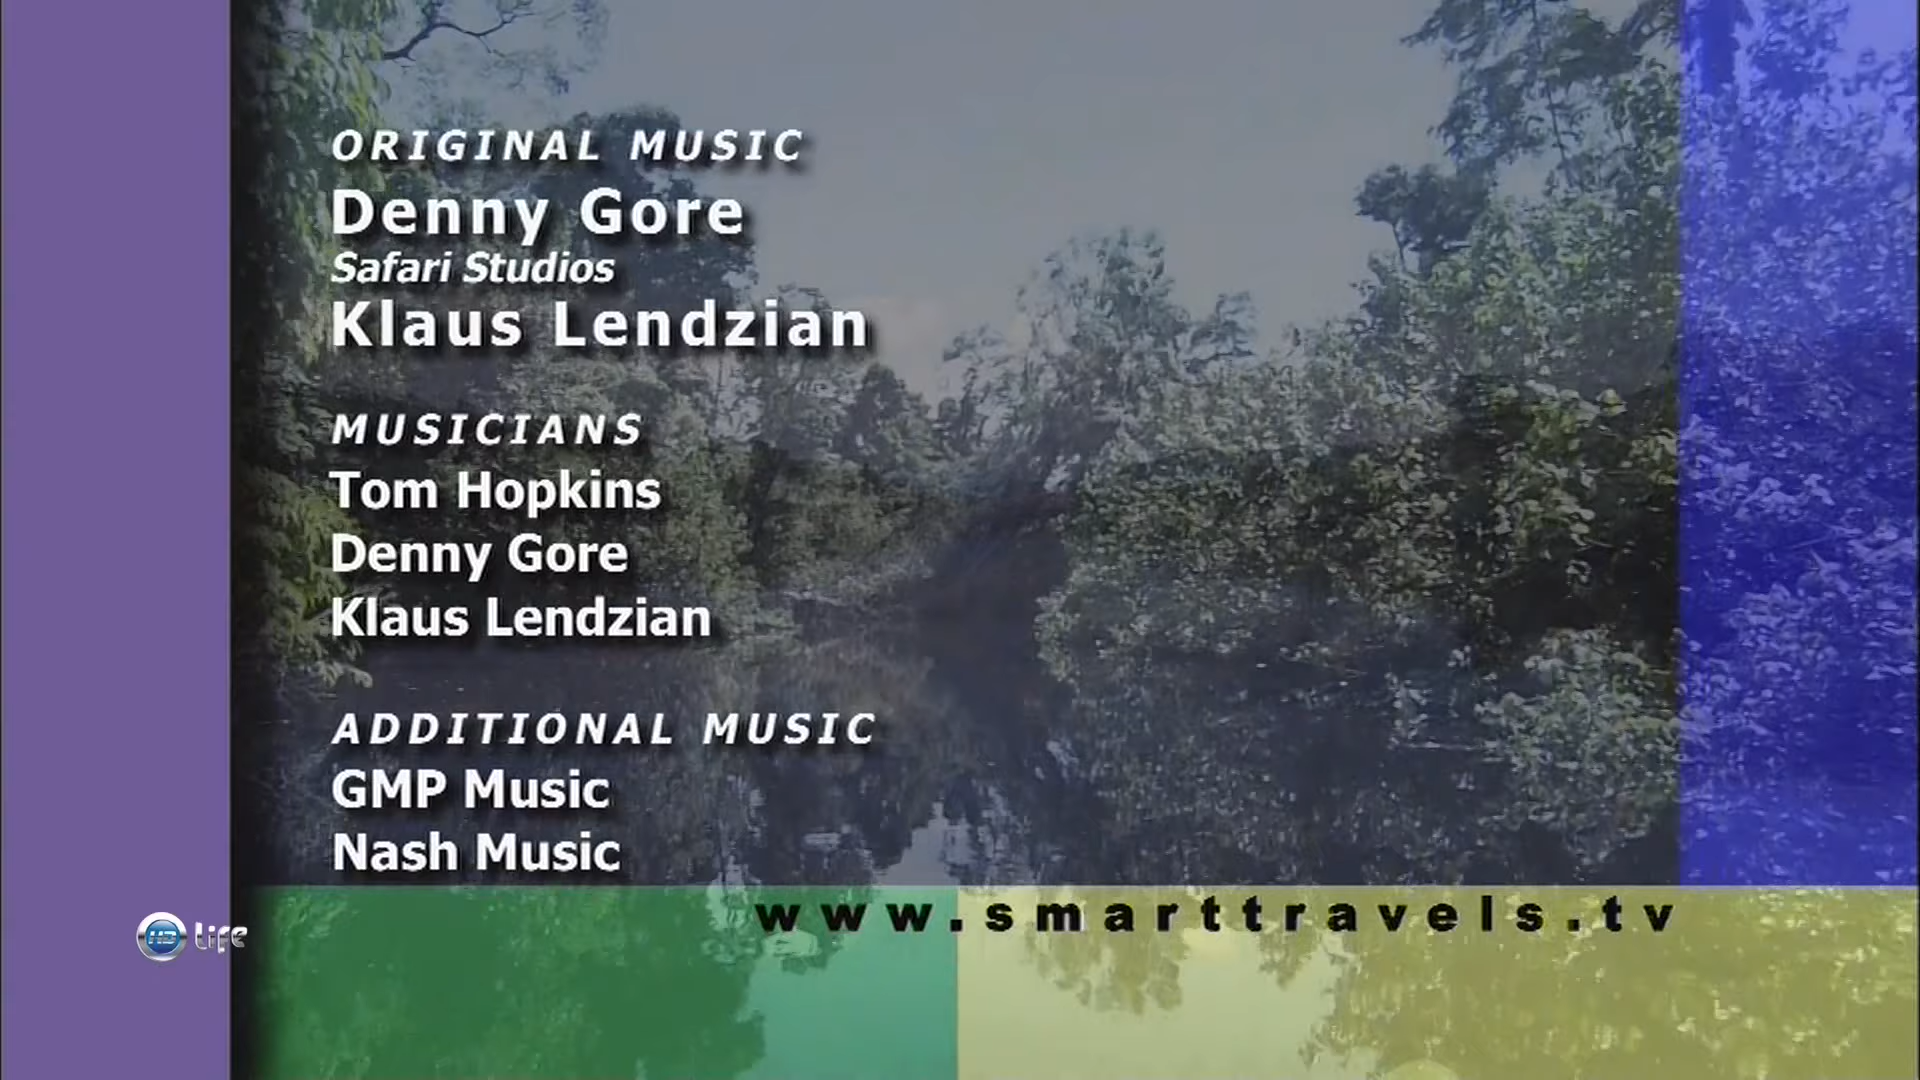 ORIGINAL MUSIC
Denny Gore
Safari Studios
Klaus Lendzian
MUSICIANS
Tom Hopkins
Denny Gore
Klaus Lendzian
ADDITIONAL MUSIC
GMP Music
Nash Music
www.smarttravels.tv
HD Life